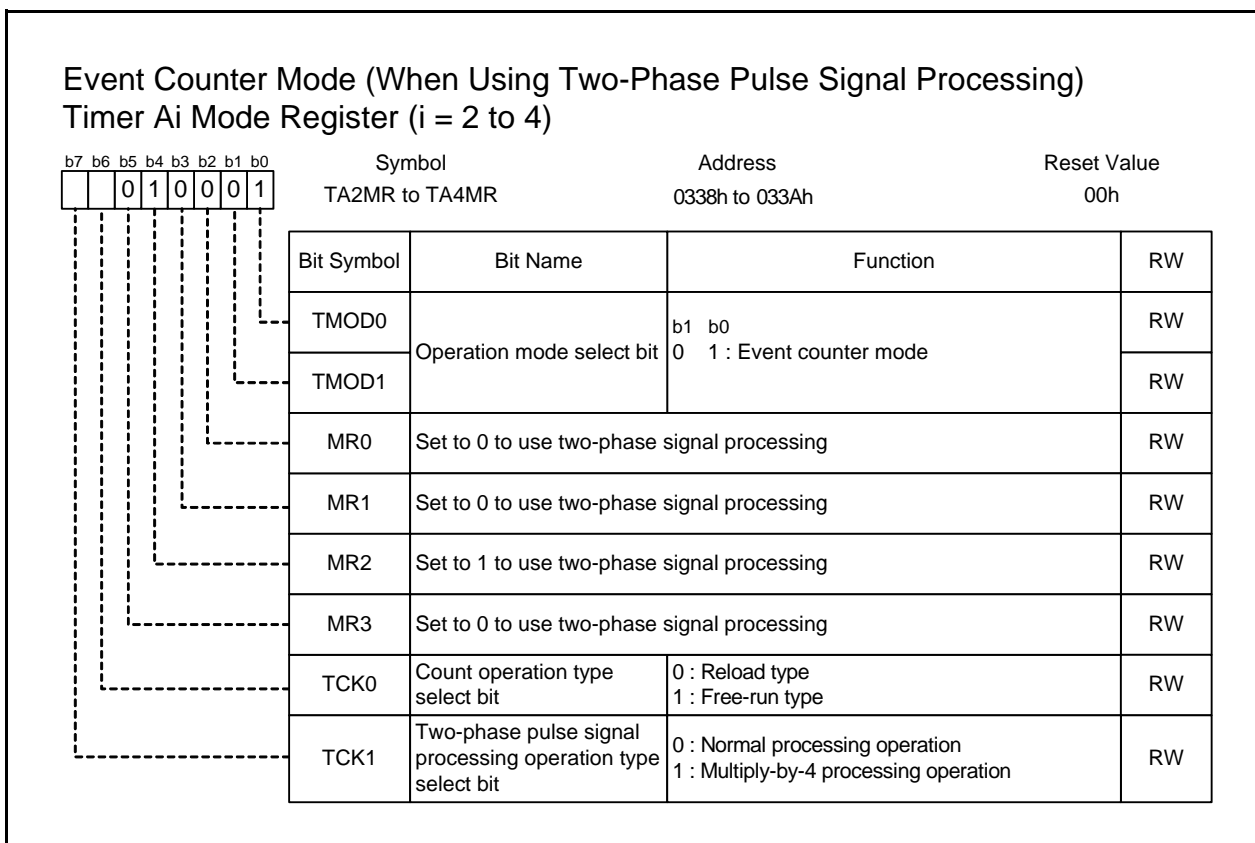 Event Counter Mode (When Using Two-Phase Pulse Signal Processing)
Timer Ai Mode Register (i = 2 to 4)
b7 b6 b5 b4 b3 b2 b1 b0
0 1 0 0 0 1
Symbol Address Reset Value
TA2MR to TA4MR 0338h to 033Ah 00h
Bit Symbol Bit Name Function RW
TMOD0 RW
Operation mode select bit
b1 b0
0 1 : Event counter mode
TMOD1 RW
MR0 Set to 0 to use two-phase signal processing RW
MR1 Set to 0 to use two-phase signal processing RW
MR2 Set to 1 to use two-phase signal processing RW
MR3 Set to 0 to use two-phase signal processing RW
TCK0
Count operation type
select bit
0 : Reload type
1 : Free-run type
RW
TCK1
Two-phase pulse signal
processing operation type
select bit
0 : Normal processing operation
1 : Multiply-by-4 processing operation
RW